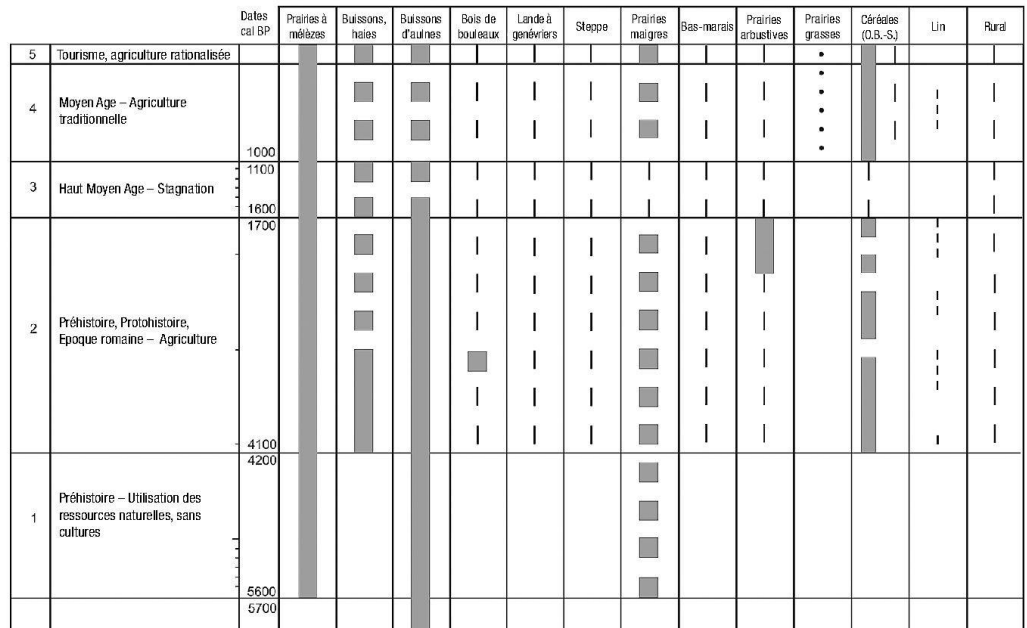 Dates
cal BP
Prairies à
mélèzes
Buissons,
haies
Buissons
d'aulnes
Bois de
bouleaux
Lande à
genévriers
Steppe
Prairies
maigres
Bas-marais
Prairies
arbustives
Prairies
grasses
Céréales
(O.B.-S.)
Lin
Rural
5 Tourisme, agriculture rationalisée
4 Moyen Age – Agriculture
traditionnelle
1000
1100
3 Haut Moyen Age – Stagnation
1600
1700
2 Préhistoire, Protohistoire,
Epoque romaine – Agriculture
4100
4200
1 Préhistoire – Utilisation des
ressources naturelles, sans
cultures
5600
5700